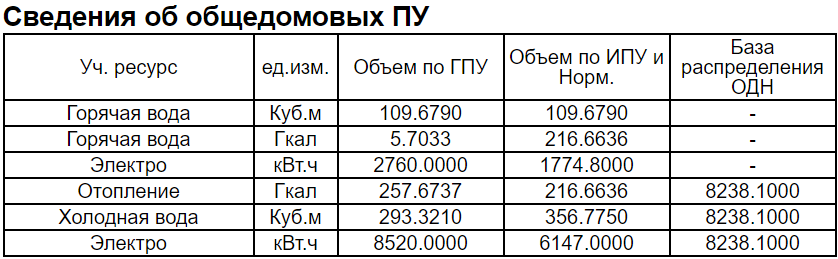 Сведения об общедомовых ПУ
Уч. ресурс ед.изм. Объем по ГПУ Объем по ИПУ и Норм. База распределения ОДН
Горячая вода Куб.м 109.6790 109.6790 -
Горячая вода Гкал 5.7033 216.6636 -
Электро кВт.ч 2760.0000 1774.8000 -
Отопление Гкал 257.6737 216.6636 8238.1000
Холодная вода Куб.м 293.3210 356.7750 8238.1000
Электро кВт.ч 8520.0000 6147.0000 8238.1000